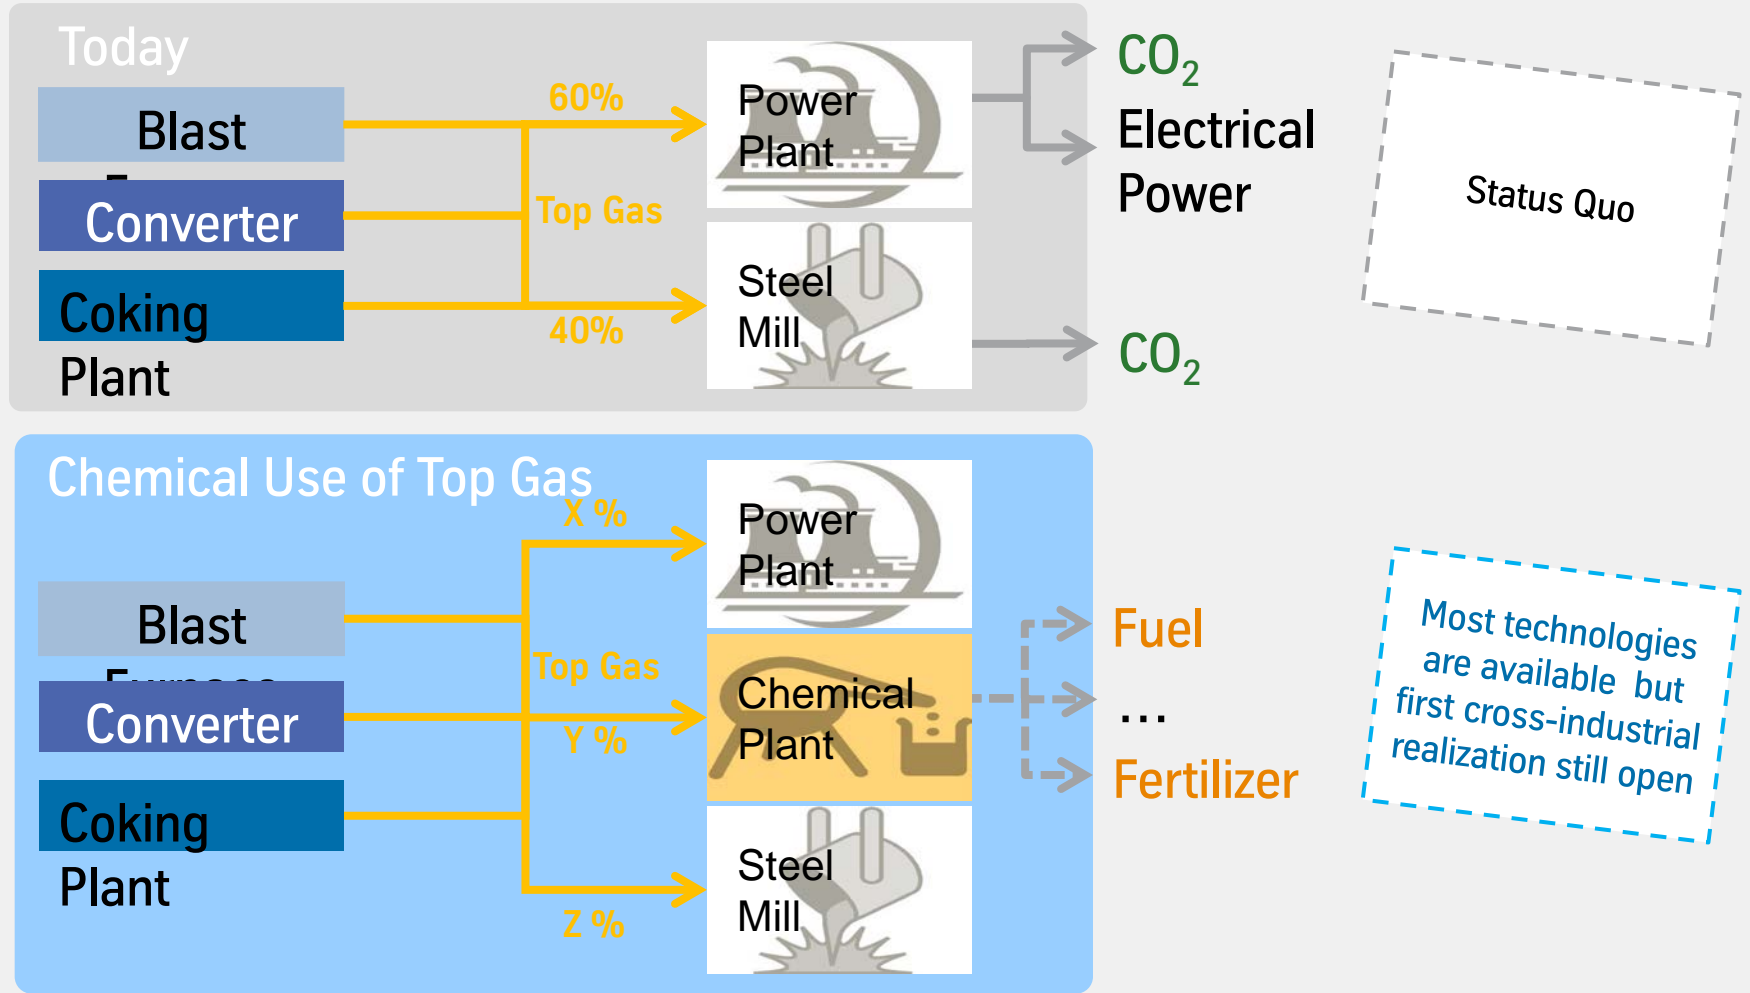 Today
Blast
Converter
Coking
Plant
60%
Top Gas
40%
Power
Plant
Steel
Mill
CO₂
Electrical
Power
CO₂
Status Quo
Chemical Use of Top Gas
Blast
Furnace
Converter
Coking
Plant
X %
Top Gas
Y %
Z %
Power
Plant
Chemical
Plant
Steel
Mill
Fuel
...
Fertilizer
Most technologies
are available but
first cross-industrial
realization still open